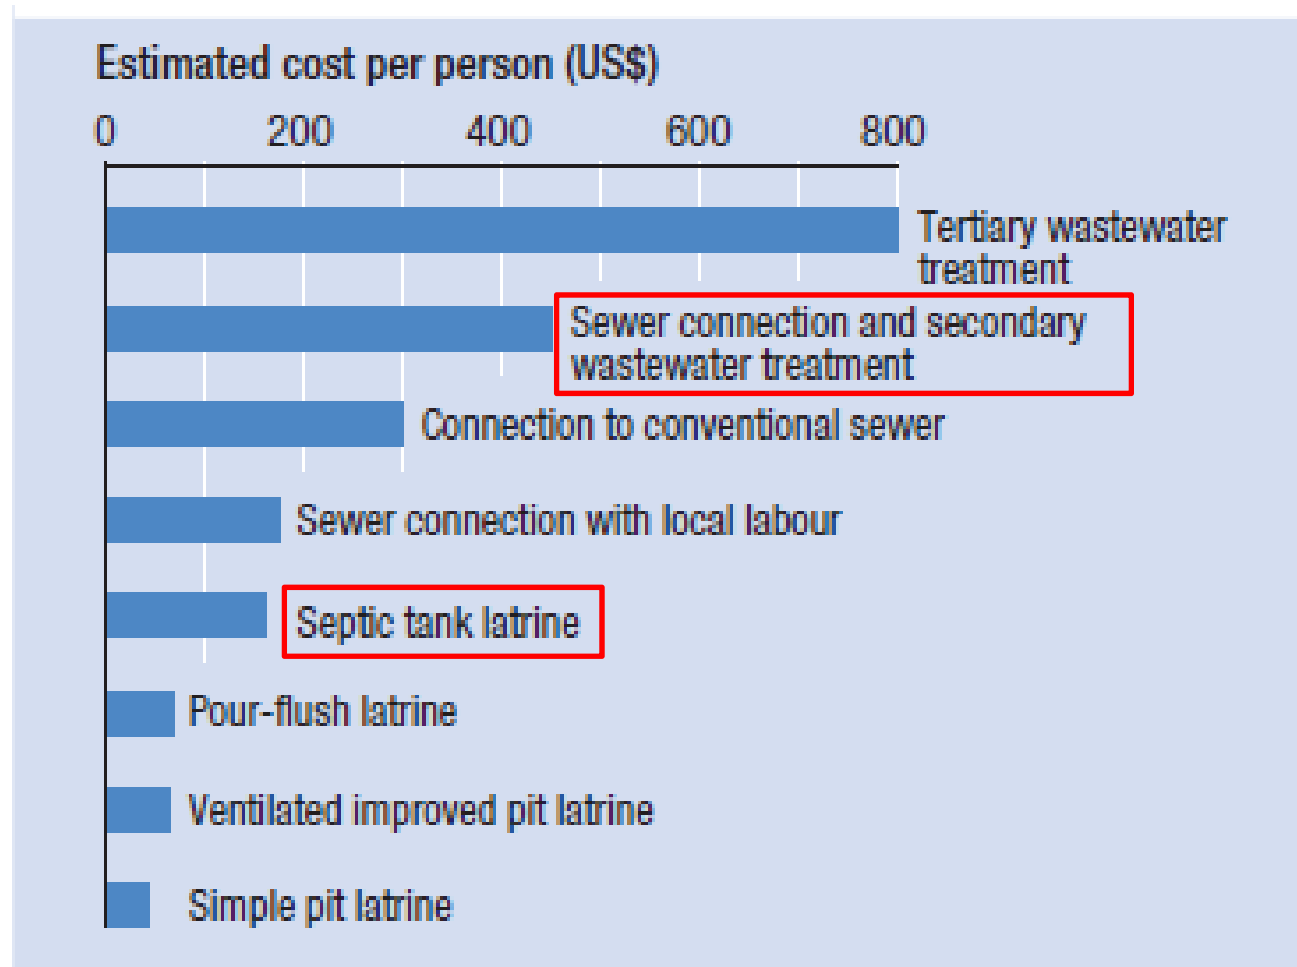 Estimated cost per person (US$)
0 200 400 600 800
Tertiary wastewater
treatment
Sewer connection and secondary
wastewater treatment
Connection to conventional sewer
Sewer connection with local labour
Septic tank latrine
Pour-flush latrine
Ventilated improved pit latrine
Simple pit latrine